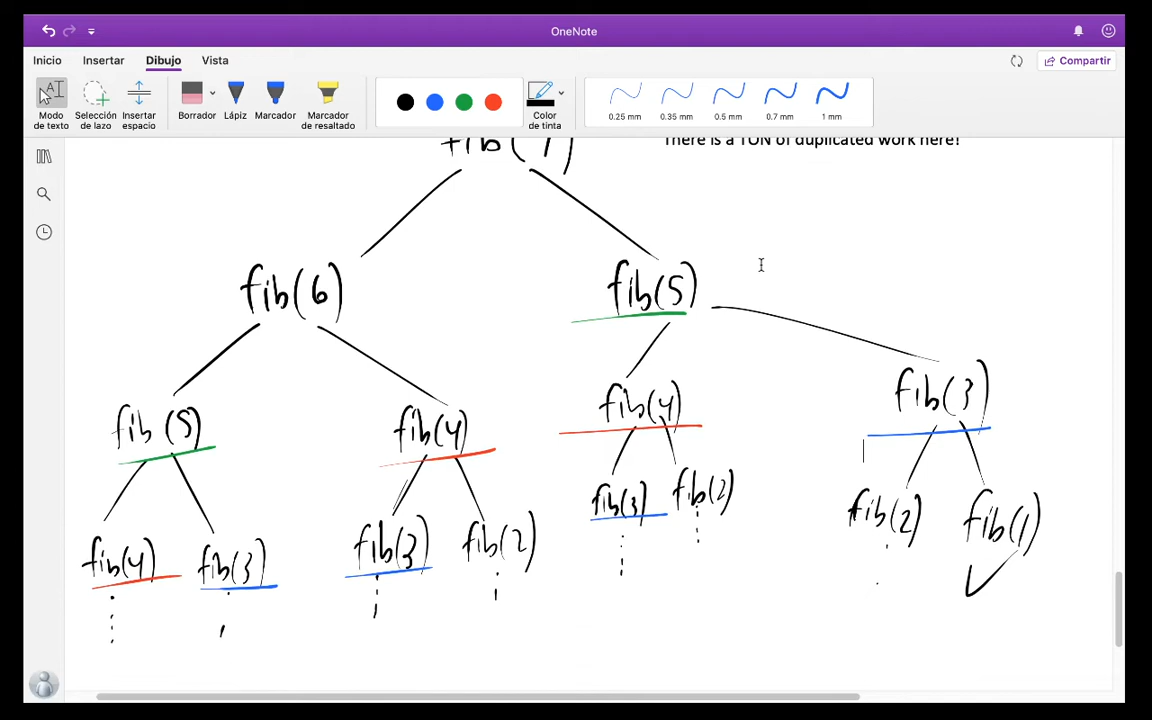 OneNote
Inicio Insertar Dibujo Vista Compartir
Modo de texto
Selección de lazo
Insertar espacio
Borrador
Lápiz
Marcador
Marcador de resaltado
Color de tinta
0.25 mm 0.35 mm 0.5 mm 0.7 mm 1 mm
fib(7)
There is a TON of duplicated work here!
fib(6) fib(5)
fib(5) fib(4) fib(4) fib(3)
fib(4) fib(3) fib(3) fib(2) fib(3) fib(2) fib(2) fib(1)